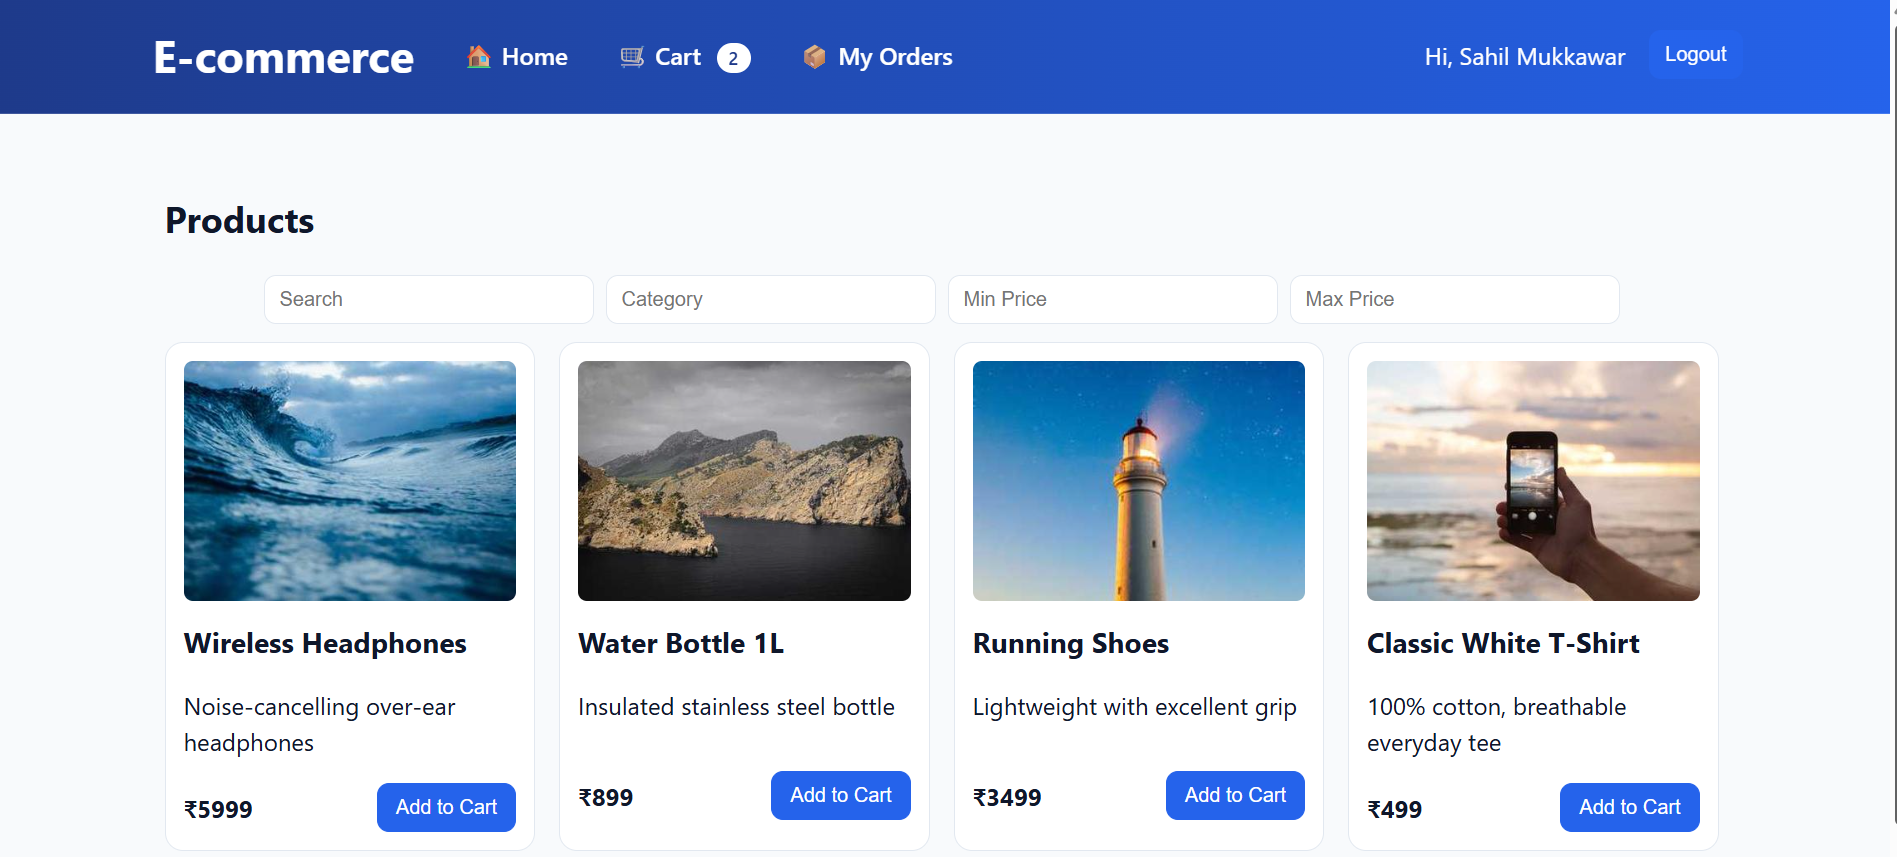 E-commerce
Home
Cart 2
My Orders
Hi, Sahil Mukkawar
Logout
Products
Search
Category
Min Price
Max Price
Wireless Headphones
Noise-cancelling over-ear
headphones
₹5999
Add to Cart
Water Bottle 1L
Insulated stainless steel bottle
₹899
Add to Cart
Running Shoes
Lightweight with excellent grip
₹3499
Add to Cart
Classic White T-Shirt
100% cotton, breathable
everyday tee
₹499
Add to Cart